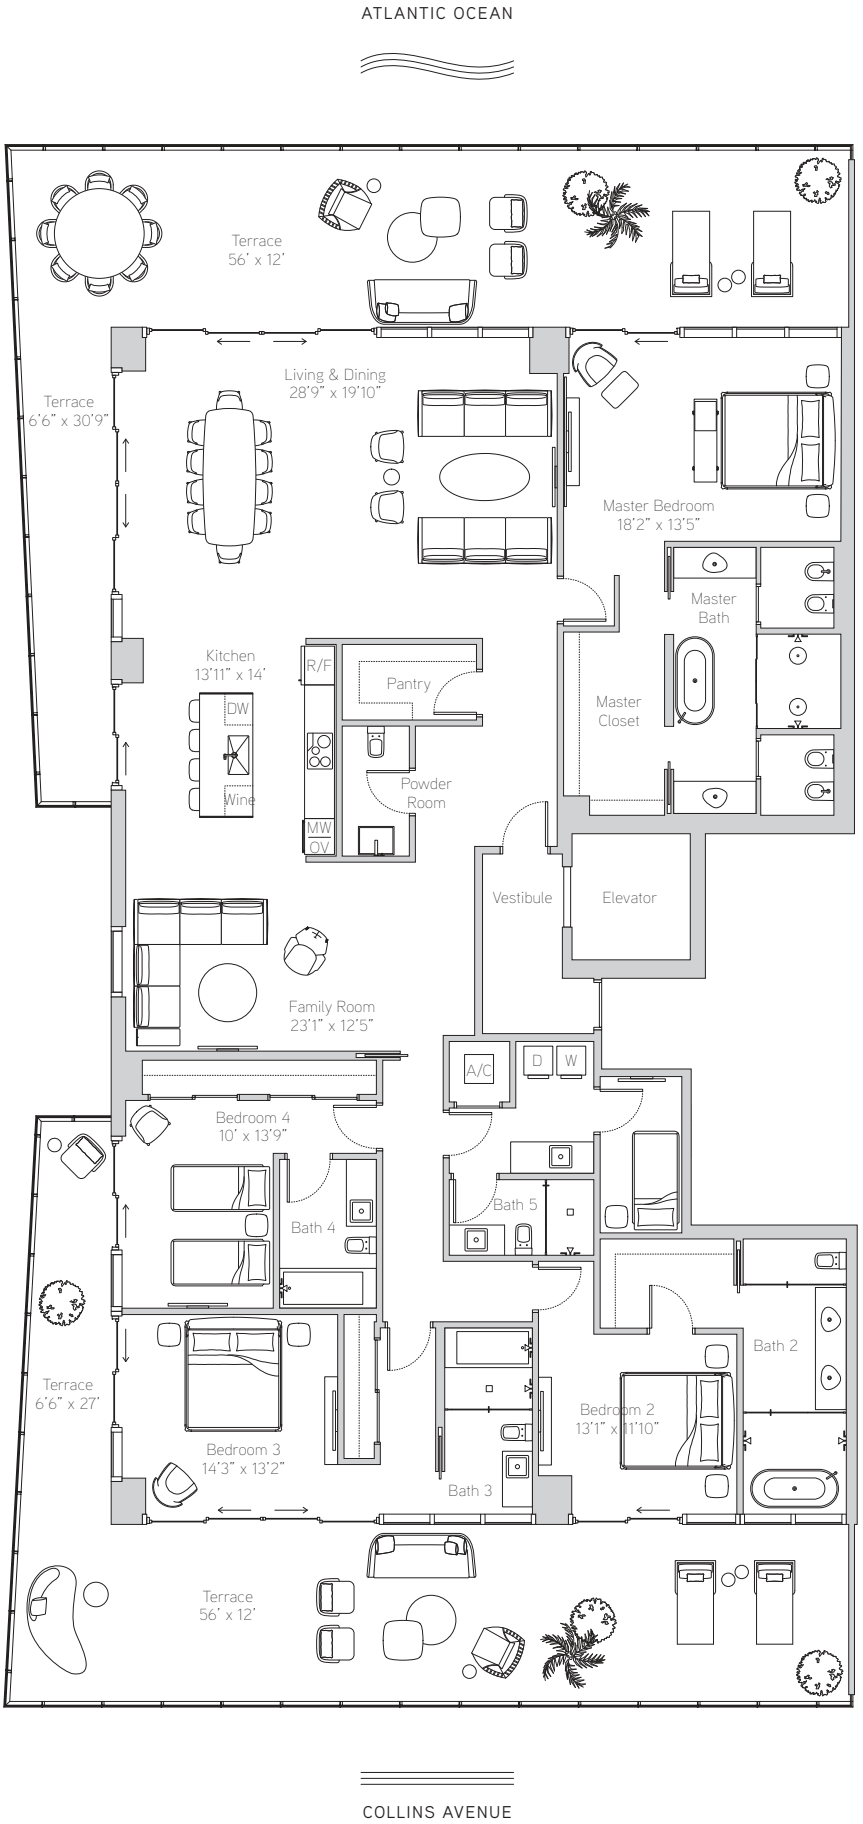 ATLANTIC OCEAN
Terrace
56' x 12'
Living & Dining
28'9" x 19'10"
Terrace
6'6" x 30'9"
Master Bedroom
18'2" x 13'5"
Master
Bath
Kitchen
13'11" x 14'
R/F
Pantry
DW
Master
Closet
Powder
Room
Wine
MW
OV
Vestibule
Elevator
Family Room
23'1" x 12'5"
A/C
D
W
Bedroom 4
10' x 13'9"
Bath 4
Bath 5
Bath 2
Terrace
6'6" x 27'
Bedroom 2
13'1" x 11'10"
Bedroom 3
14'3" x 13'2"
Bath 3
Terrace
56' x 12'
COLLINS AVENUE